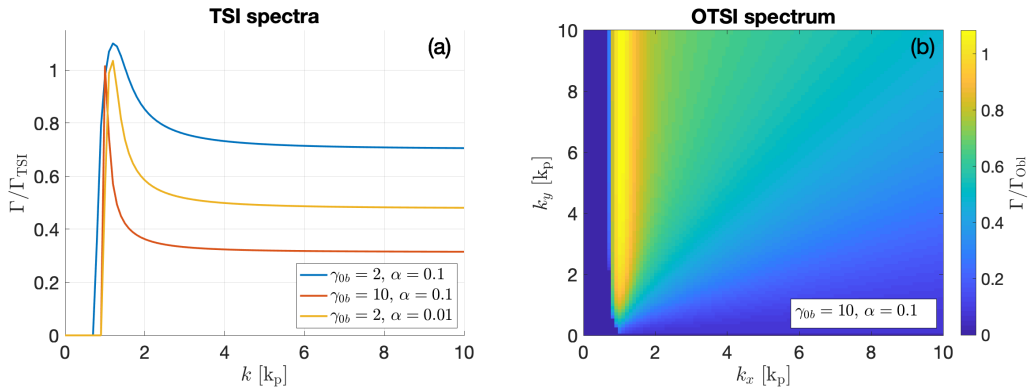 TSI spectra
(a)
Γ/Γ_TSI
1
0.8
0.6
0.4
0.2
0
0 2 4 6 8 10
k [k_p]
γ_0b = 2, α = 0.1
γ_0b = 10, α = 0.1
γ_0b = 2, α = 0.01
OTSI spectrum
(b)
k_y [k_p]
10
8
6
4
2
0
0 2 4 6 8 10
k_x [k_p]
γ_0b = 10, α = 0.1
1
0.8
0.6
0.4
0.2
0
Γ/Γ_Obl